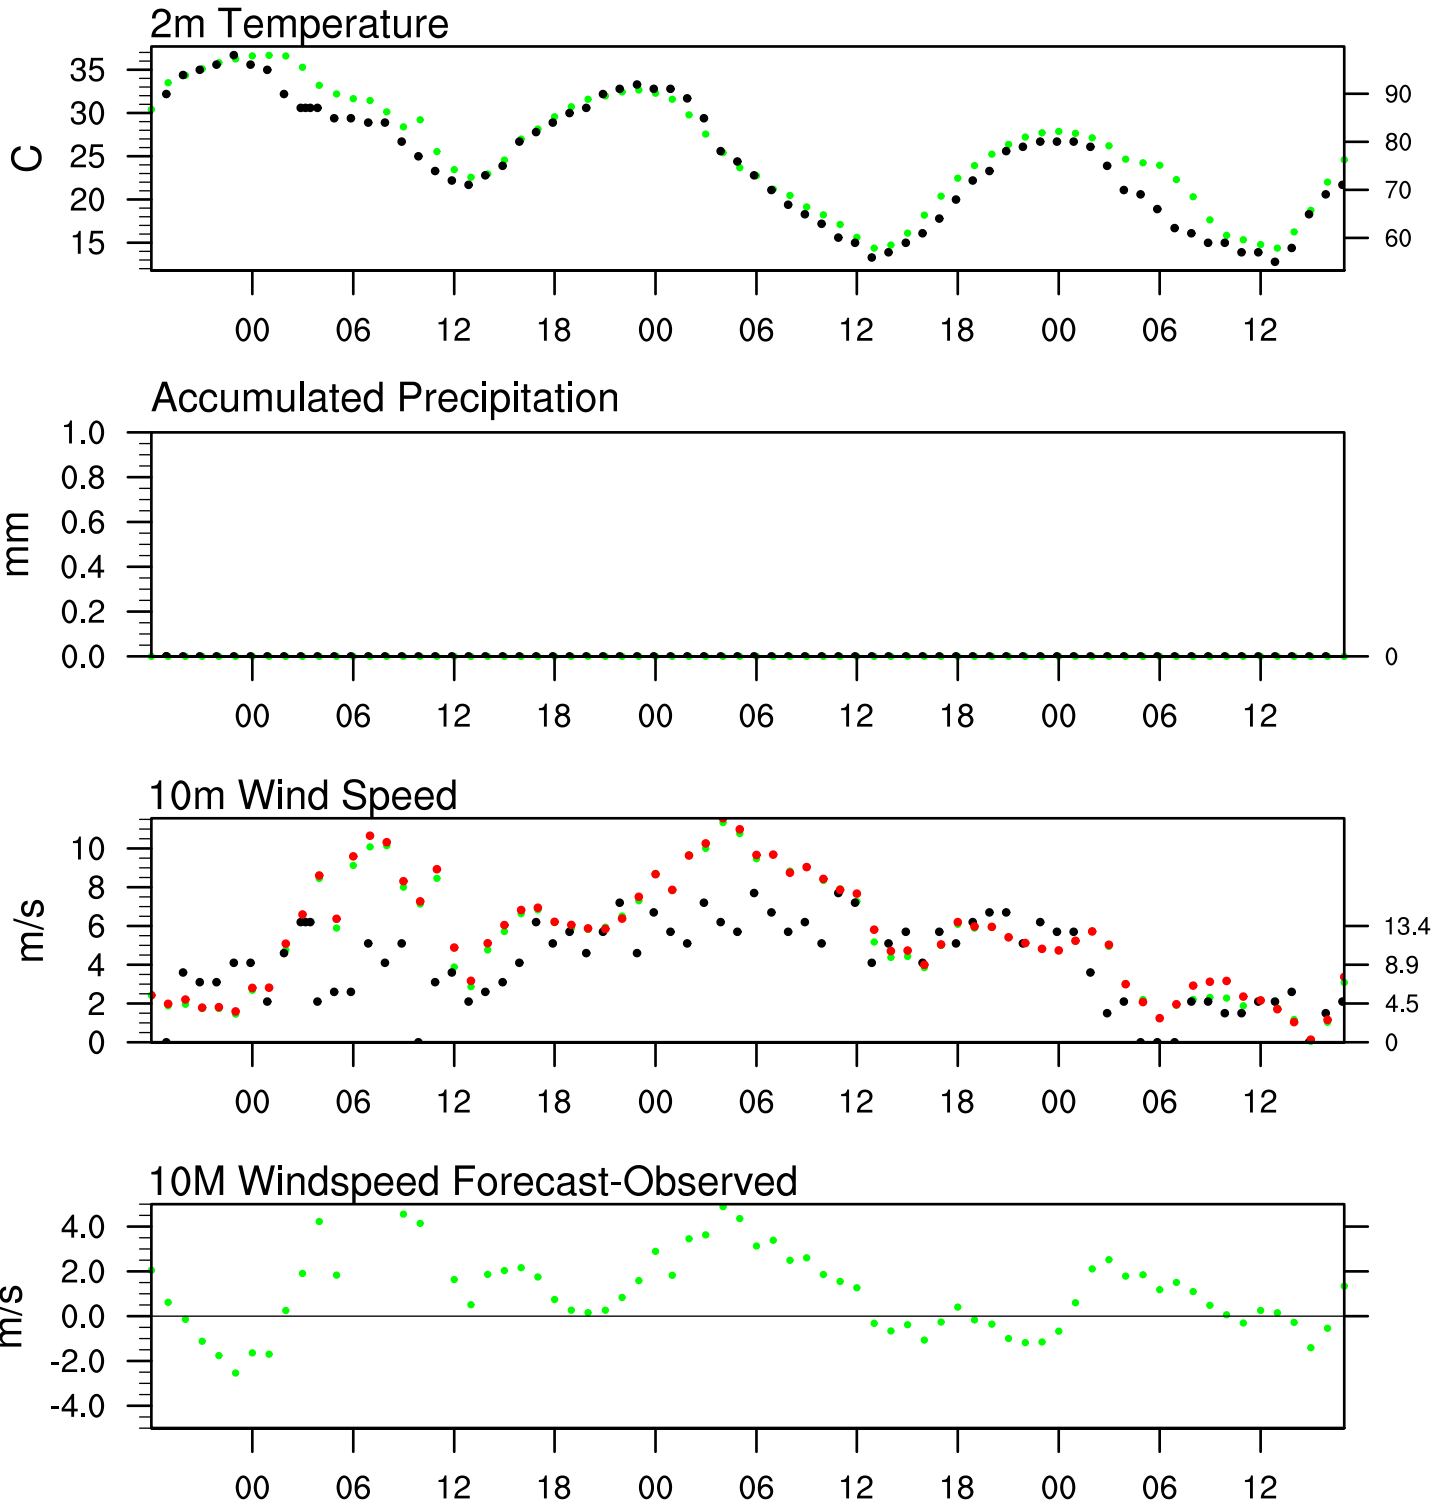 2m Temperature
C
35
30
25
20
15
90
80
70
60
00 06 12 18 00 06 12 18 00 06 12
Accumulated Precipitation
mm
1.0
0.8
0.6
0.4
0.2
0.0
0
00 06 12 18 00 06 12 18 00 06 12
10m Wind Speed
m/s
10
8
6
4
2
0
13.4
8.9
4.5
0
00 06 12 18 00 06 12 18 00 06 12
10M Windspeed Forecast-Observed
m/s
4.0
2.0
0.0
-2.0
-4.0
00 06 12 18 00 06 12 18 00 06 12